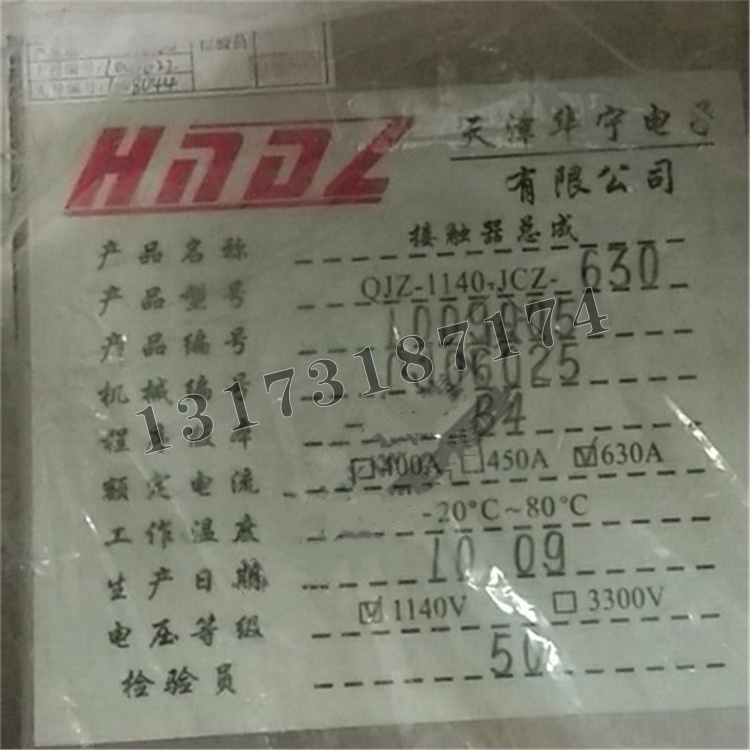 HNDZ 天津华宁电子
有限公司
产品名称 接触器总成
产品型号 QJZ-1140-JCZ-630
产品编号
机械编号
13173187174
额定电流 400A 450A 630A
工作温度 -20°C~80°C
生产日期 10 09
电压等级 1140V 3300V
检验员 50